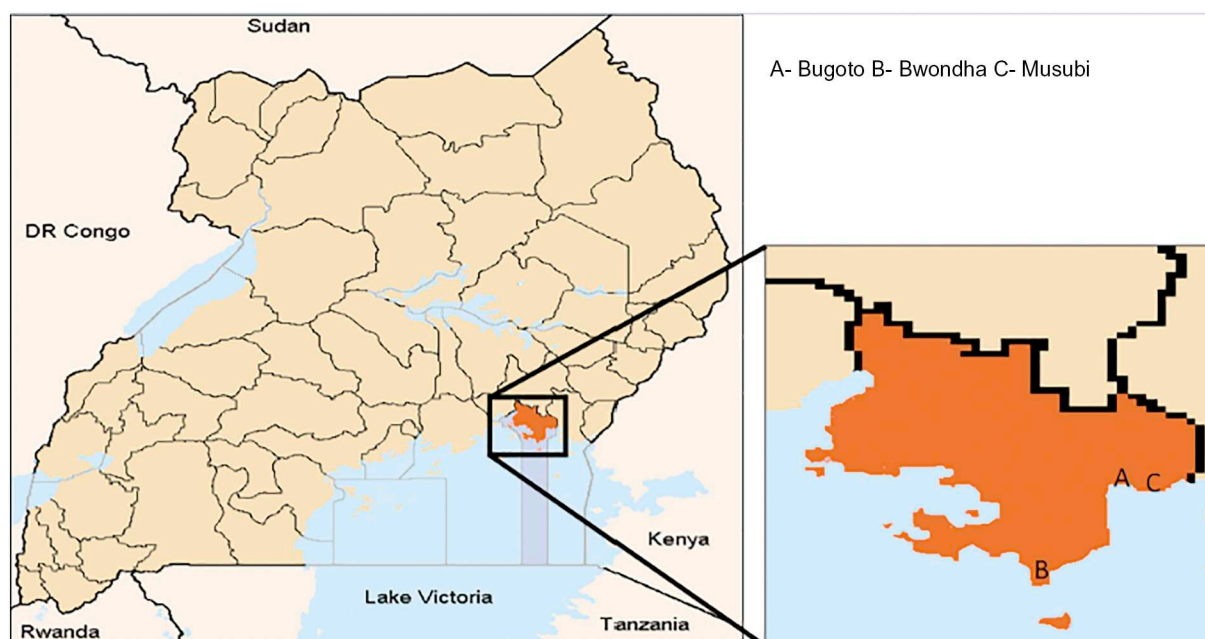 Sudan
A- Bugoto B- Bwondha C- Musubi
DR Congo
A
C
Kenya
B
Lake Victoria
Rwanda
Tanzania